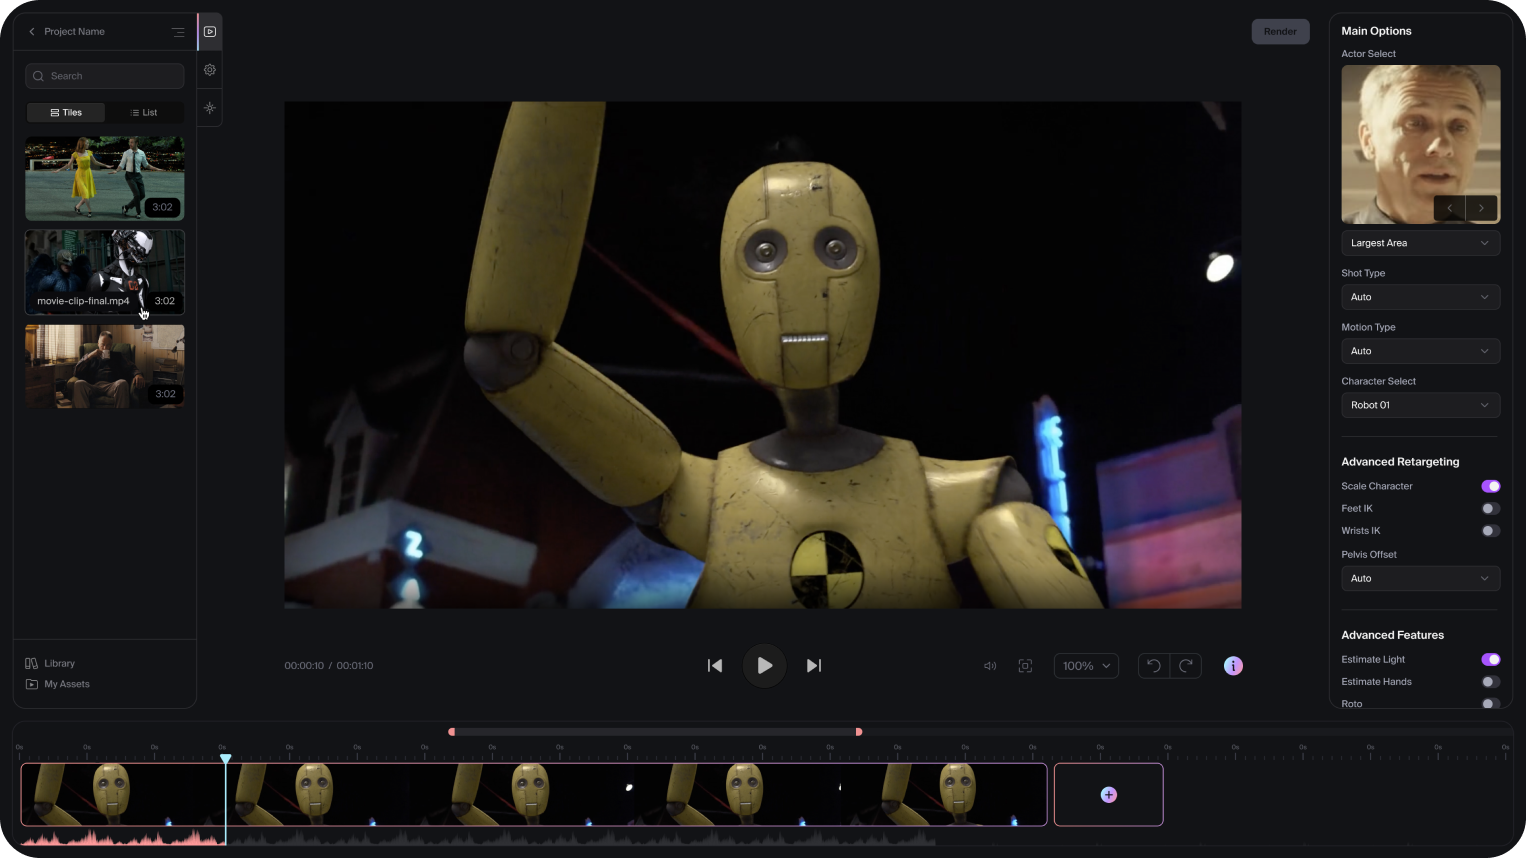 Project Name
Search
Tiles
List
3:02
movie-clip-final.mp4
3:02
3:02
Library
My Assets
Render
00:00:10 / 00:01:10
100%
i
Main Options
Actor Select
Largest Area
Shot Type
Auto
Motion Type
Auto
Character Select
Robot 01
Advanced Retargeting
Scale Character
Feet IK
Wrists IK
Pelvis Offset
Auto
Advanced Features
Estimate Light
Estimate Hands
Roto
0s 0s 0s 0s 0s 0s 0s 0s 0s 0s 0s 0s 0s 0s 0s 0s 0s 0s 0s 0s 0s 0s 0s